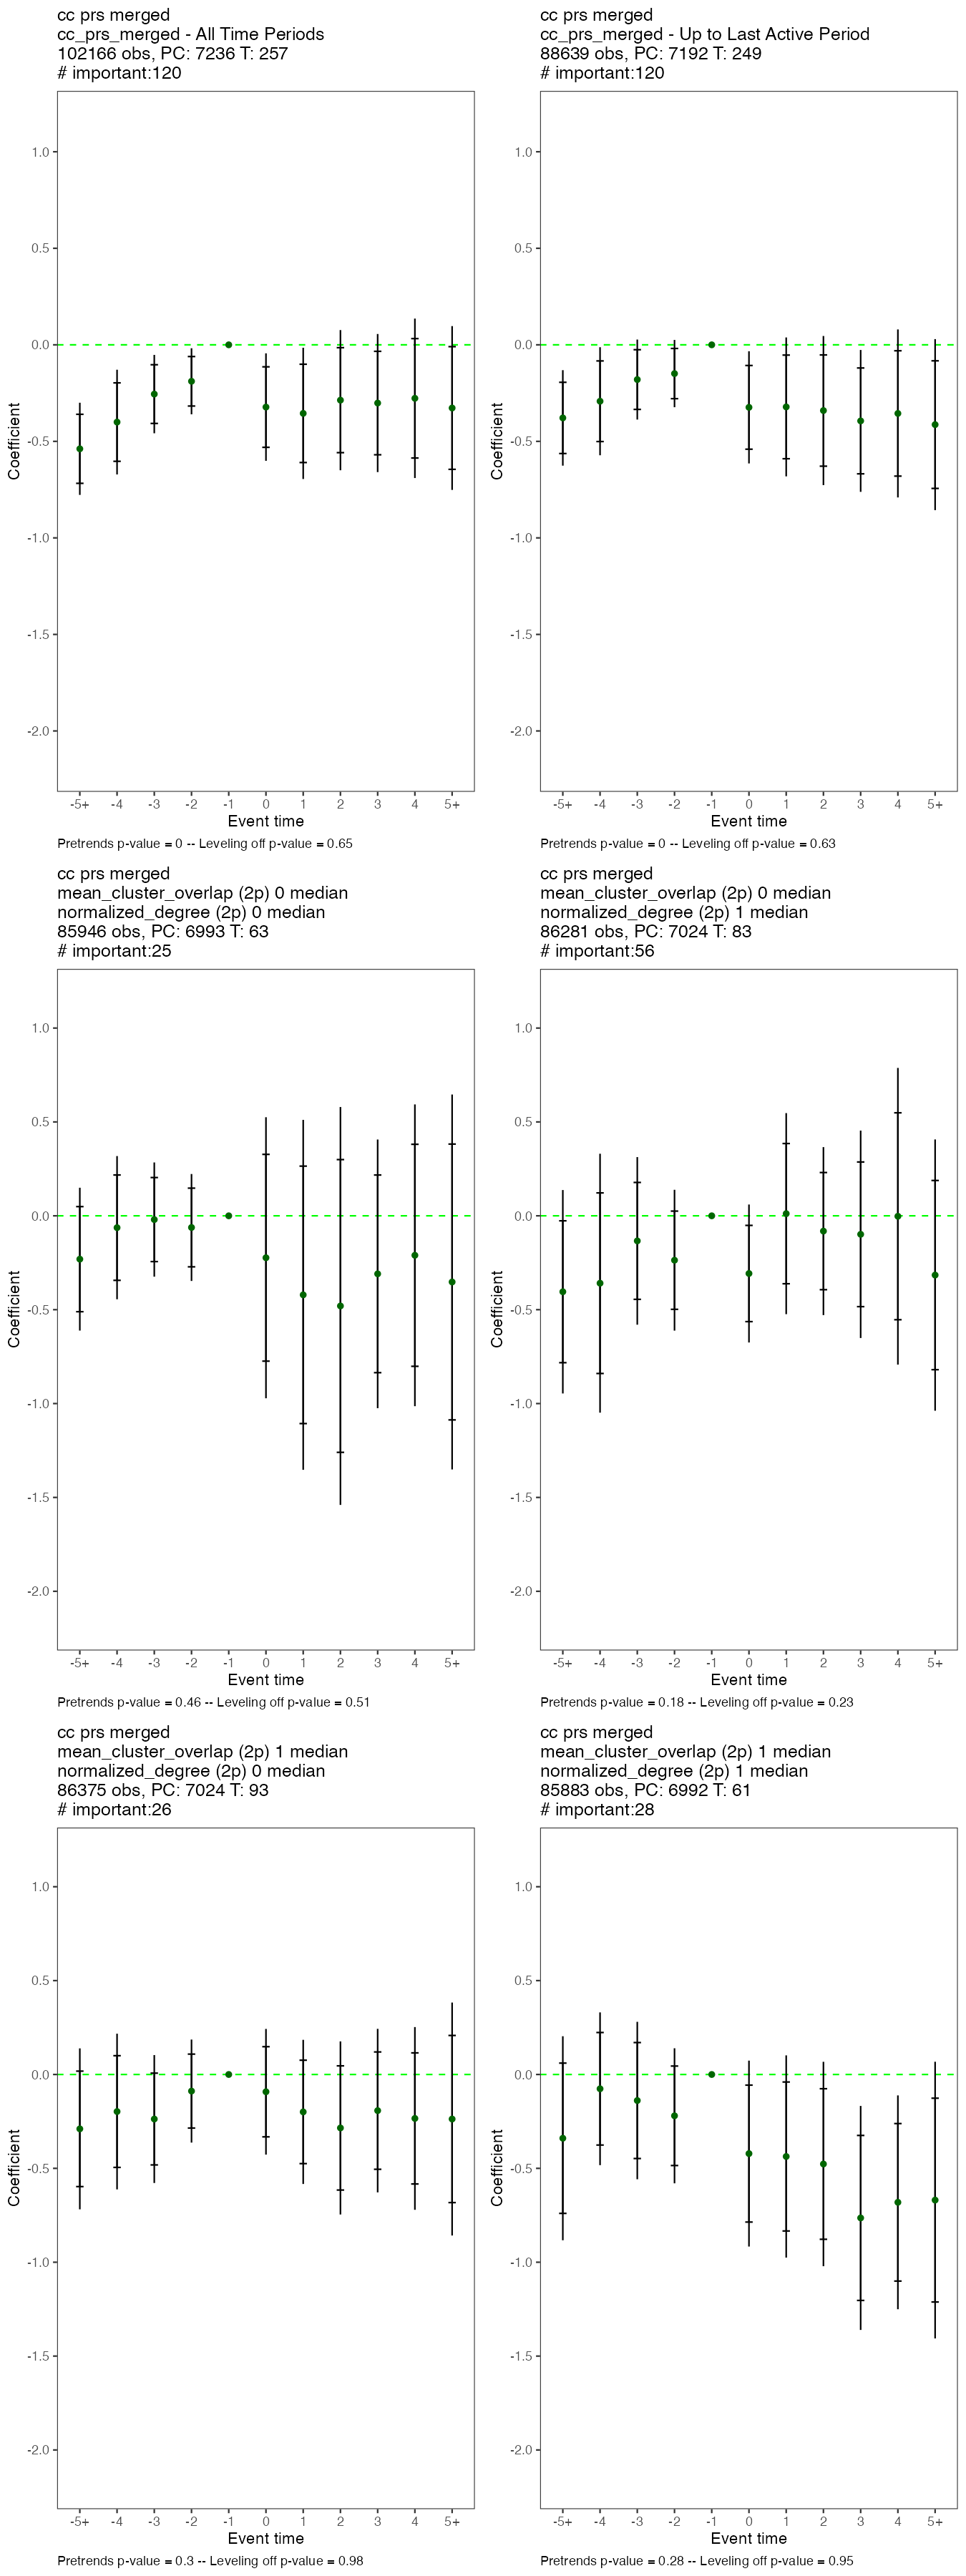 cc prs merged
cc_prs_merged - All Time Periods
102166 obs, PC: 7236 T: 257
# important:120
1.0
0.5
0.0
-0.5
-1.0
-1.5
-2.0
Coefficient
-5+ -4 -3 -2 -1 0 1 2 3 4 5+
Event time
Pretrends p-value = 0 -- Leveling off p-value = 0.65
cc prs merged
cc_prs_merged - Up to Last Active Period
88639 obs, PC: 7192 T: 249
# important:120
1.0
0.5
0.0
-0.5
-1.0
-1.5
-2.0
Coefficient
-5+ -4 -3 -2 -1 0 1 2 3 4 5+
Event time
Pretrends p-value = 0 -- Leveling off p-value = 0.63
cc prs merged
mean_cluster_overlap (2p) 0 median
normalized_degree (2p) 0 median
85946 obs, PC: 6993 T: 63
# important:25
1.0
0.5
0.0
-0.5
-1.0
-1.5
-2.0
Coefficient
-5+ -4 -3 -2 -1 0 1 2 3 4 5+
Event time
Pretrends p-value = 0.46 -- Leveling off p-value = 0.51
cc prs merged
mean_cluster_overlap (2p) 0 median
normalized_degree (2p) 1 median
86281 obs, PC: 7024 T: 83
# important:56
1.0
0.5
0.0
-0.5
-1.0
-1.5
-2.0
Coefficient
-5+ -4 -3 -2 -1 0 1 2 3 4 5+
Event time
Pretrends p-value = 0.18 -- Leveling off p-value = 0.23
cc prs merged
mean_cluster_overlap (2p) 1 median
normalized_degree (2p) 0 median
86375 obs, PC: 7024 T: 93
# important:26
1.0
0.5
0.0
-0.5
-1.0
-1.5
-2.0
Coefficient
-5+ -4 -3 -2 -1 0 1 2 3 4 5+
Event time
Pretrends p-value = 0.3 -- Leveling off p-value = 0.98
cc prs merged
mean_cluster_overlap (2p) 1 median
normalized_degree (2p) 1 median
85883 obs, PC: 6992 T: 61
# important:28
1.0
0.5
0.0
-0.5
-1.0
-1.5
-2.0
Coefficient
-5+ -4 -3 -2 -1 0 1 2 3 4 5+
Event time
Pretrends p-value = 0.28 -- Leveling off p-value = 0.95